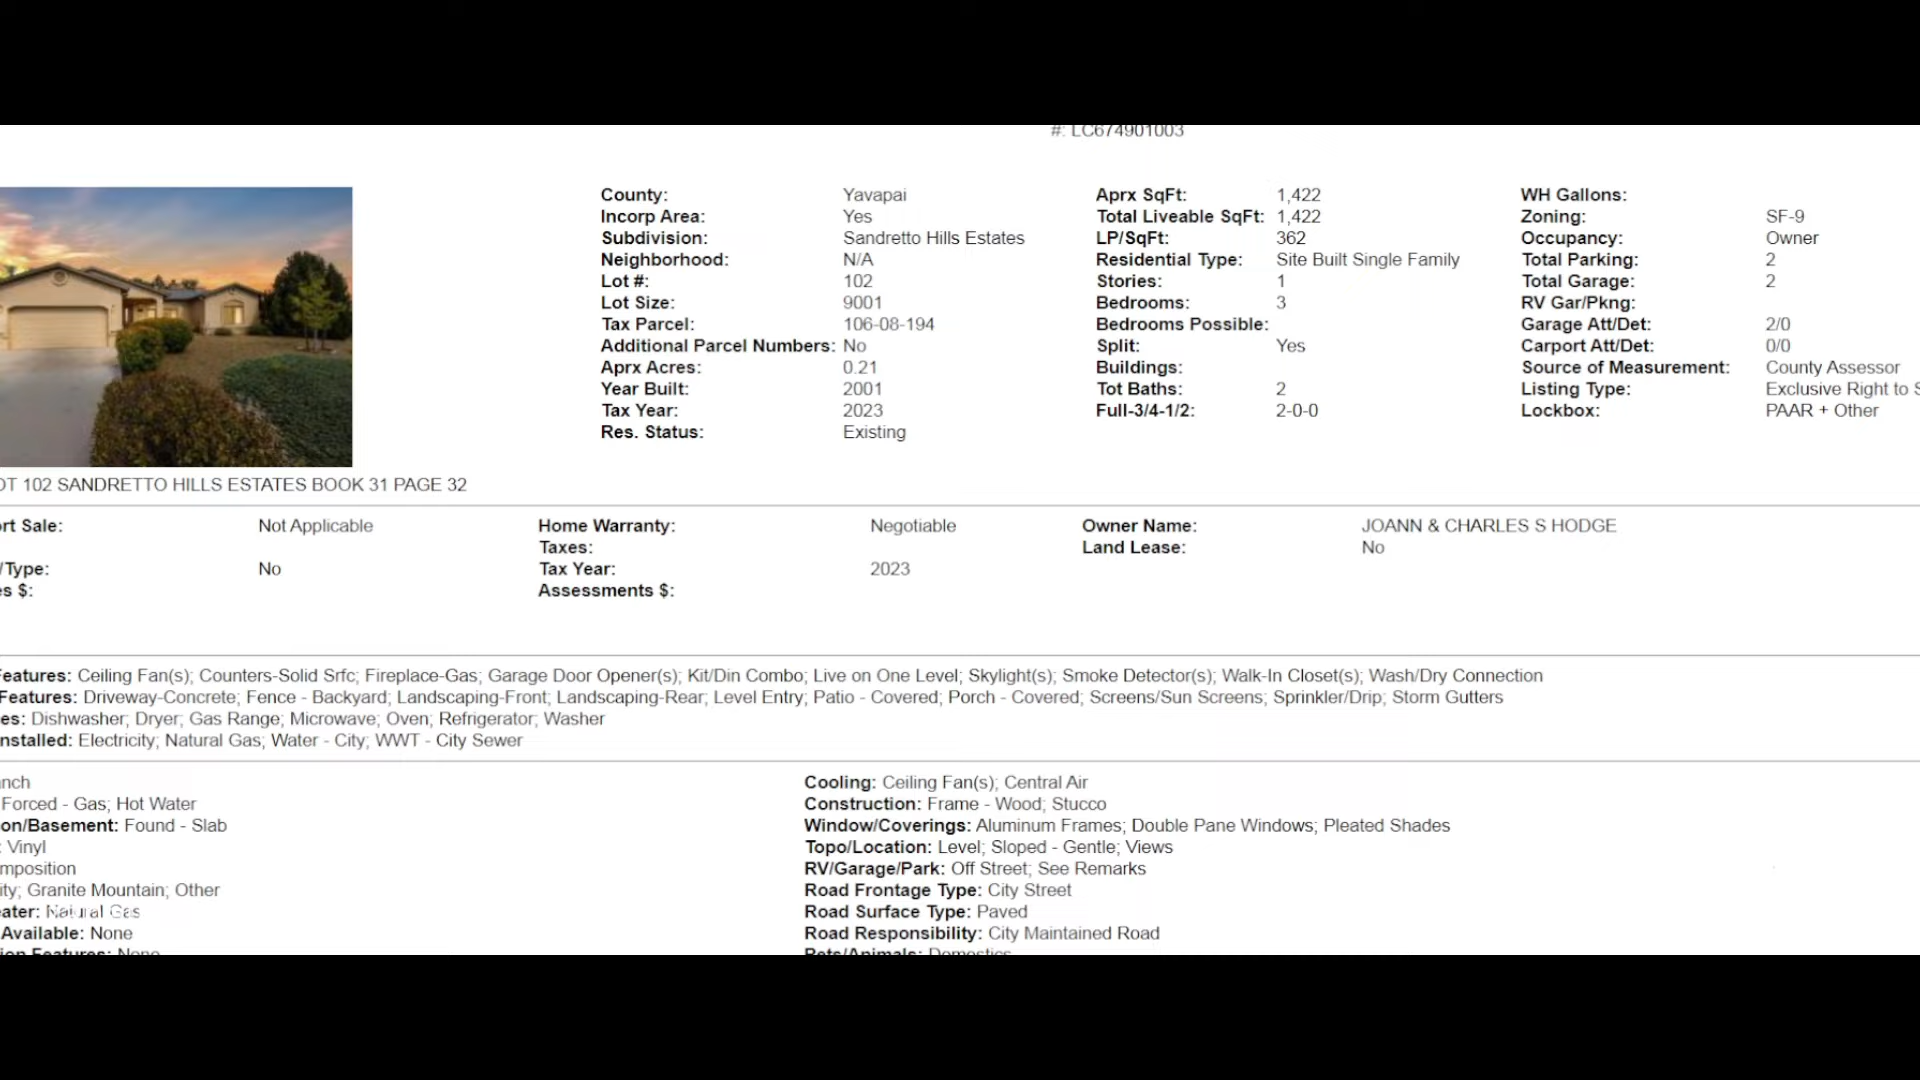 #: LC674901003
County: Yavapai Aprx SqFt: 1,422 WH Gallons:
Incorp Area: Yes Total Liveable SqFt: 1,422 Zoning: SF-9
Subdivision: Sandretto Hills Estates LP/SqFt: 362 Occupancy: Owner
Neighborhood: N/A Residential Type: Site Built Single Family Total Parking: 2
Lot #: 102 Stories: 1 Total Garage: 2
Lot Size: 9001 Bedrooms: 3 RV Gar/Pkng:
Tax Parcel: 106-08-194 Bedrooms Possible: Garage Att/Det: 2/0
Additional Parcel Numbers: No Split: Yes Carport Att/Det: 0/0
Aprx Acres: 0.21 Buildings: Source of Measurement: County Assessor
Year Built: 2001 Tot Baths: 2 Listing Type: Exclusive Right to S
Tax Year: 2023 Full-3/4-1/2: 2-0-0 Lockbox: PAAR + Other
Res. Status: Existing
OT 102 SANDRETTO HILLS ESTATES BOOK 31 PAGE 32
rt Sale: Not Applicable Home Warranty: Negotiable Owner Name: JOANN & CHARLES S HODGE
Taxes: Land Lease: No
/Type: No Tax Year: 2023
es $: Assessments $:
Features: Ceiling Fan(s); Counters-Solid Srfc; Fireplace-Gas; Garage Door Opener(s); Kit/Din Combo; Live on One Level; Skylight(s); Smoke Detector(s); Walk-In Closet(s); Wash/Dry Connection
Features: Driveway-Concrete; Fence - Backyard; Landscaping-Front; Landscaping-Rear; Level Entry; Patio - Covered; Porch - Covered; Screens/Sun Screens; Sprinkler/Drip; Storm Gutters
es: Dishwasher; Dryer; Gas Range; Microwave; Oven; Refrigerator; Washer
nstalled: Electricity; Natural Gas; Water - City; WWT - City Sewer
anch Cooling: Ceiling Fan(s); Central Air
Forced - Gas; Hot Water Construction: Frame - Wood; Stucco
on/Basement: Found - Slab Window/Coverings: Aluminum Frames; Double Pane Windows; Pleated Shades
: Vinyl Topo/Location: Level; Sloped - Gentle; Views
mposition RV/Garage/Park: Off Street; See Remarks
ity; Granite Mountain; Other Road Frontage Type: City Street
ater: Natural Gas Road Surface Type: Paved
Available: None Road Responsibility: City Maintained Road
ion Features: None Pets/Animals: Domestics